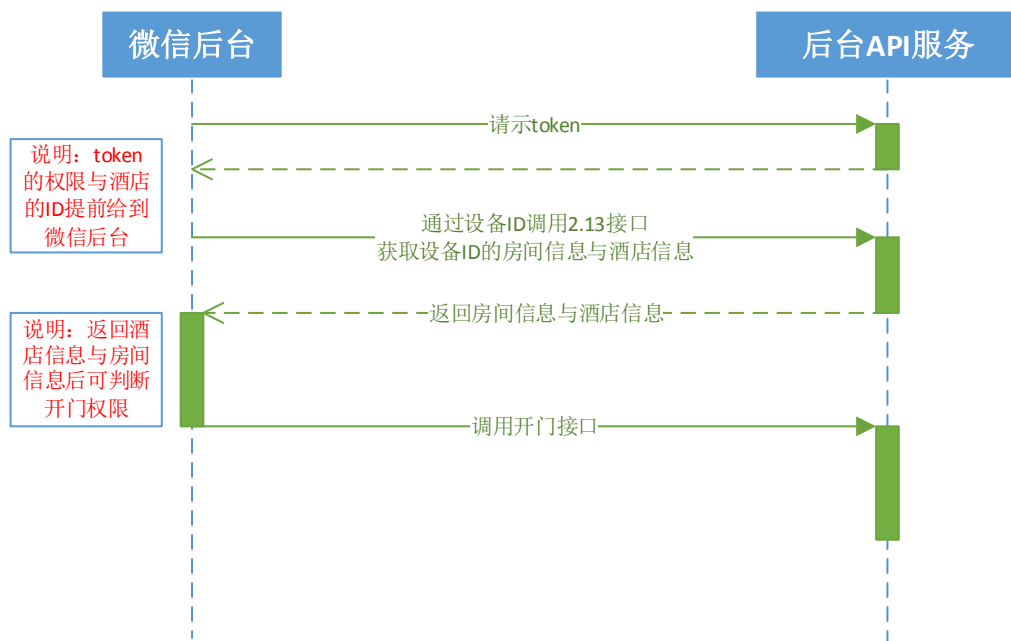 微信后台
后台API服务
请示token
说明：token
的权限与酒店
的ID提前给到
微信后台
通过设备ID调用2.13接口
获取设备ID的房间信息与酒店信息
返回房间信息与酒店信息
说明：返回酒
店信息与房间
信息后可判断
开门权限
调用开门接口